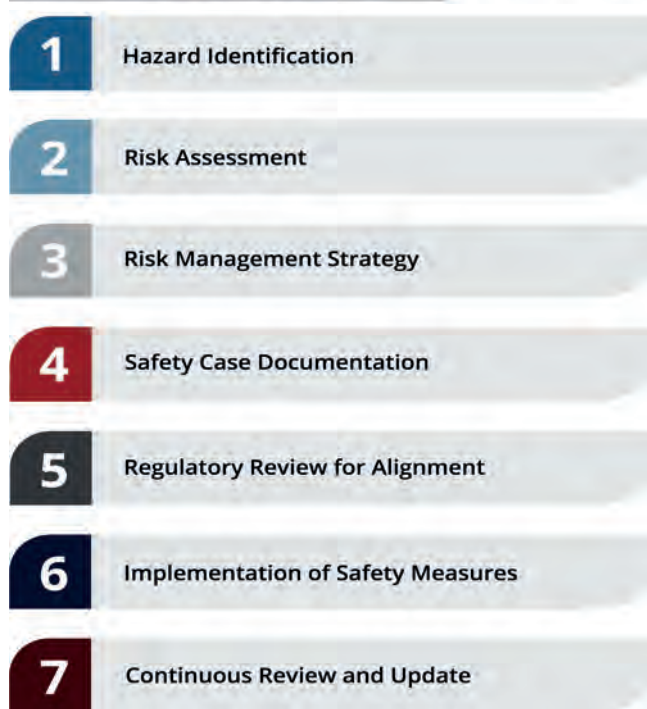 1 Hazard Identification
2 Risk Assessment
3 Risk Management Strategy
4 Safety Case Documentation
5 Regulatory Review for Alignment
6 Implementation of Safety Measures
7 Continuous Review and Update